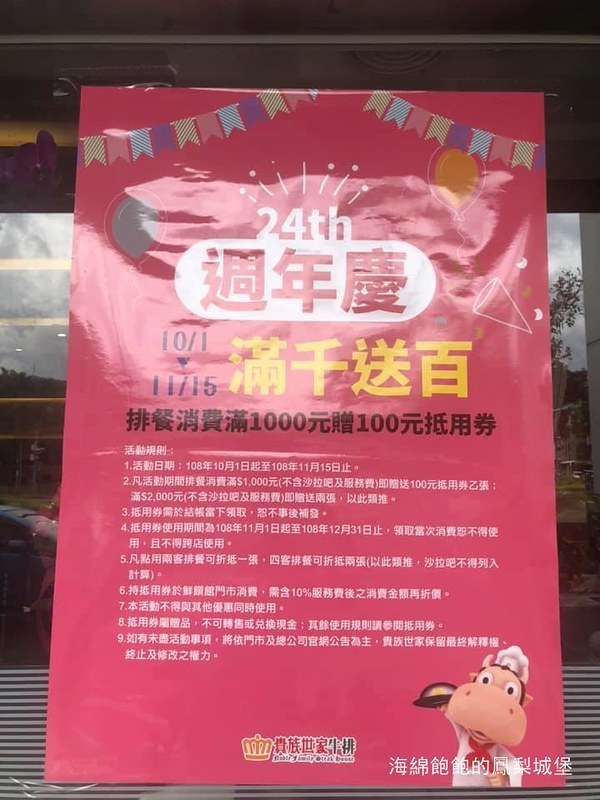 24th
週年慶
10/1
11/15
滿千送百
排餐消費滿1000元贈100元抵用券
活動規則：
1.活動日期：108年10月1日起至108年11月15日止。
2.凡活動期間排餐消費滿$1,000元(不含沙拉吧及服務費)即贈送100元抵用券乙張；
滿$2,000元(不含沙拉吧及服務費)即贈送兩張，以此類推。
3.抵用券需於結帳當下領取，恕不事後補發。
4.抵用券使用期間為108年11月1日起至108年12月31日止，領取當次消費恕不得使
用，且不得跨店使用。
5.凡點用兩客排餐可折抵一張，四客排餐可折抵兩張(以此類推，沙拉吧不得列入
計算)。
6.持抵用券於鮮饌館門市消費，需含10%服務費後之消費金額再折價。
7.本活動不得與其他優惠同時使用。
8.抵用券屬贈品，不可轉售或兌換現金；其餘使用規則請參閱抵用券。
9.如有未盡活動事項，將依門市及總公司官網公告為主，貴族世家保留最終解釋權、
終止及修改之權力。
貴族世家牛排
Noble Family Steak House
海綿飽飽的鳳梨城堡